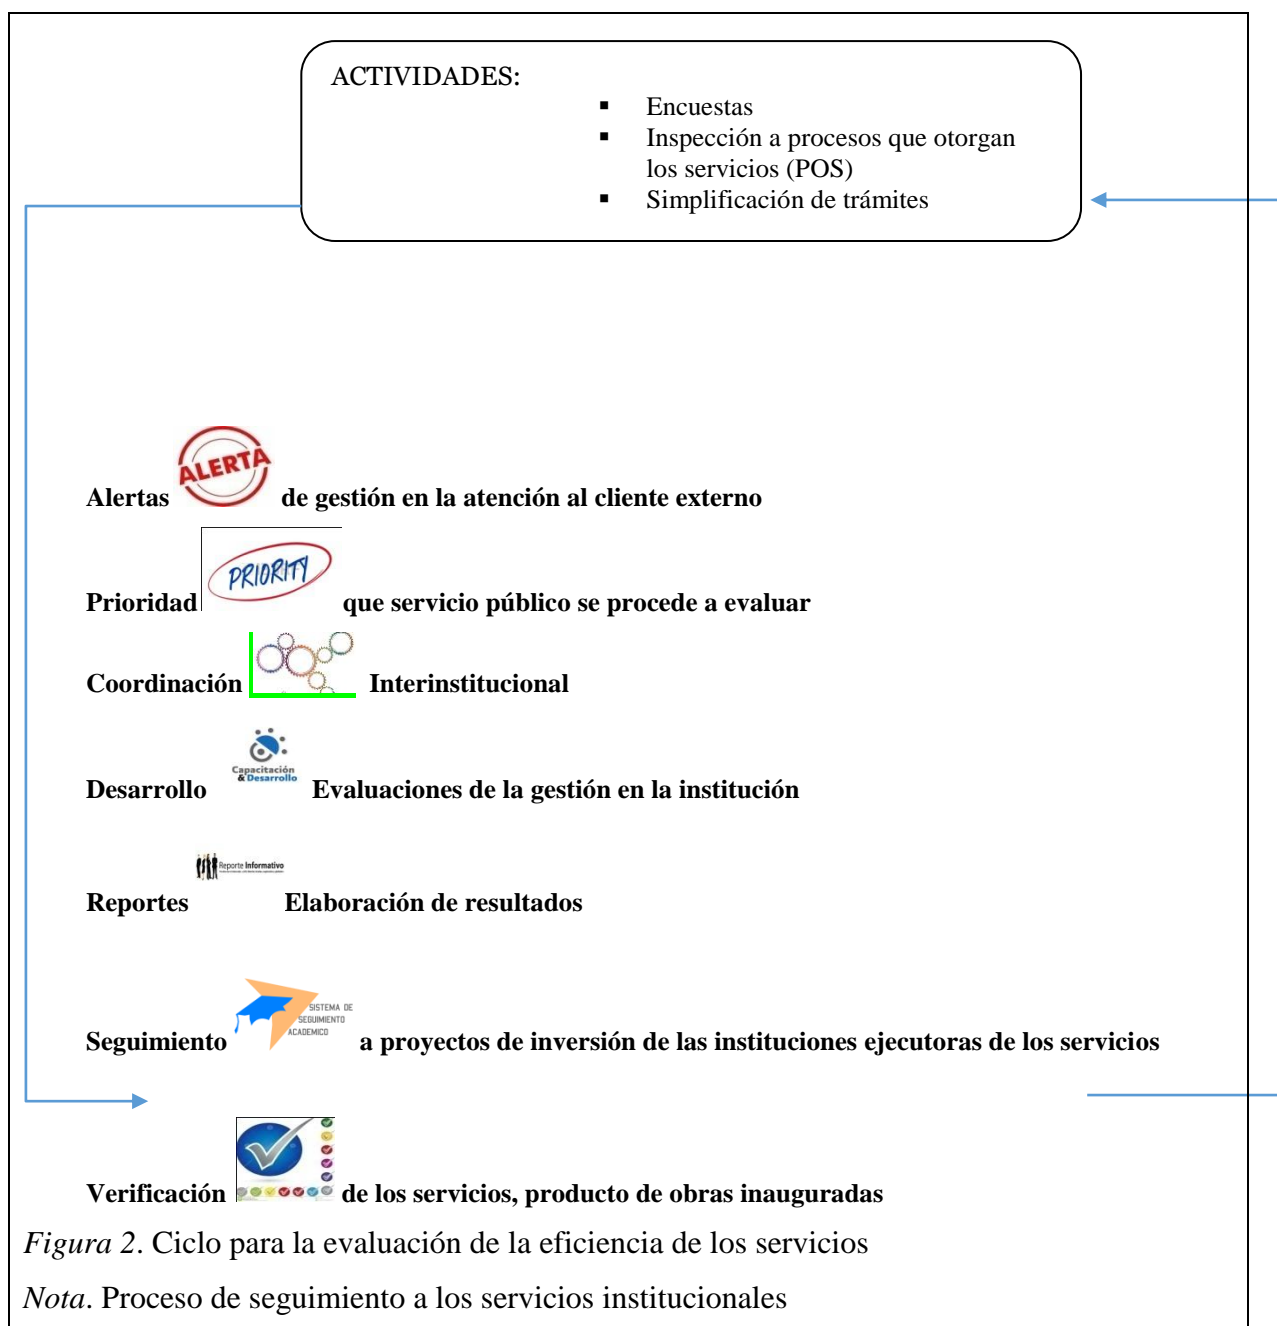 ACTIVIDADES:
▪ Encuestas
▪ Inspección a procesos que otorgan
los servicios (POS)
▪ Simplificación de trámites
ALERTA
Alertas de gestión en la atención al cliente externo
PRIORITY
Prioridad que servicio público se procede a evaluar
Coordinación Interinstitucional
Capacitación
& Desarrollo
Desarrollo Evaluaciones de la gestión en la institución
Reporte Informativo
Reportes Elaboración de resultados
SISTEMA DE
SEGUIMIENTO
ACADEMICO
Seguimiento a proyectos de inversión de las instituciones ejecutoras de los servicios
Verificación de los servicios, producto de obras inauguradas
Figura 2. Ciclo para la evaluación de la eficiencia de los servicios
Nota. Proceso de seguimiento a los servicios institucionales